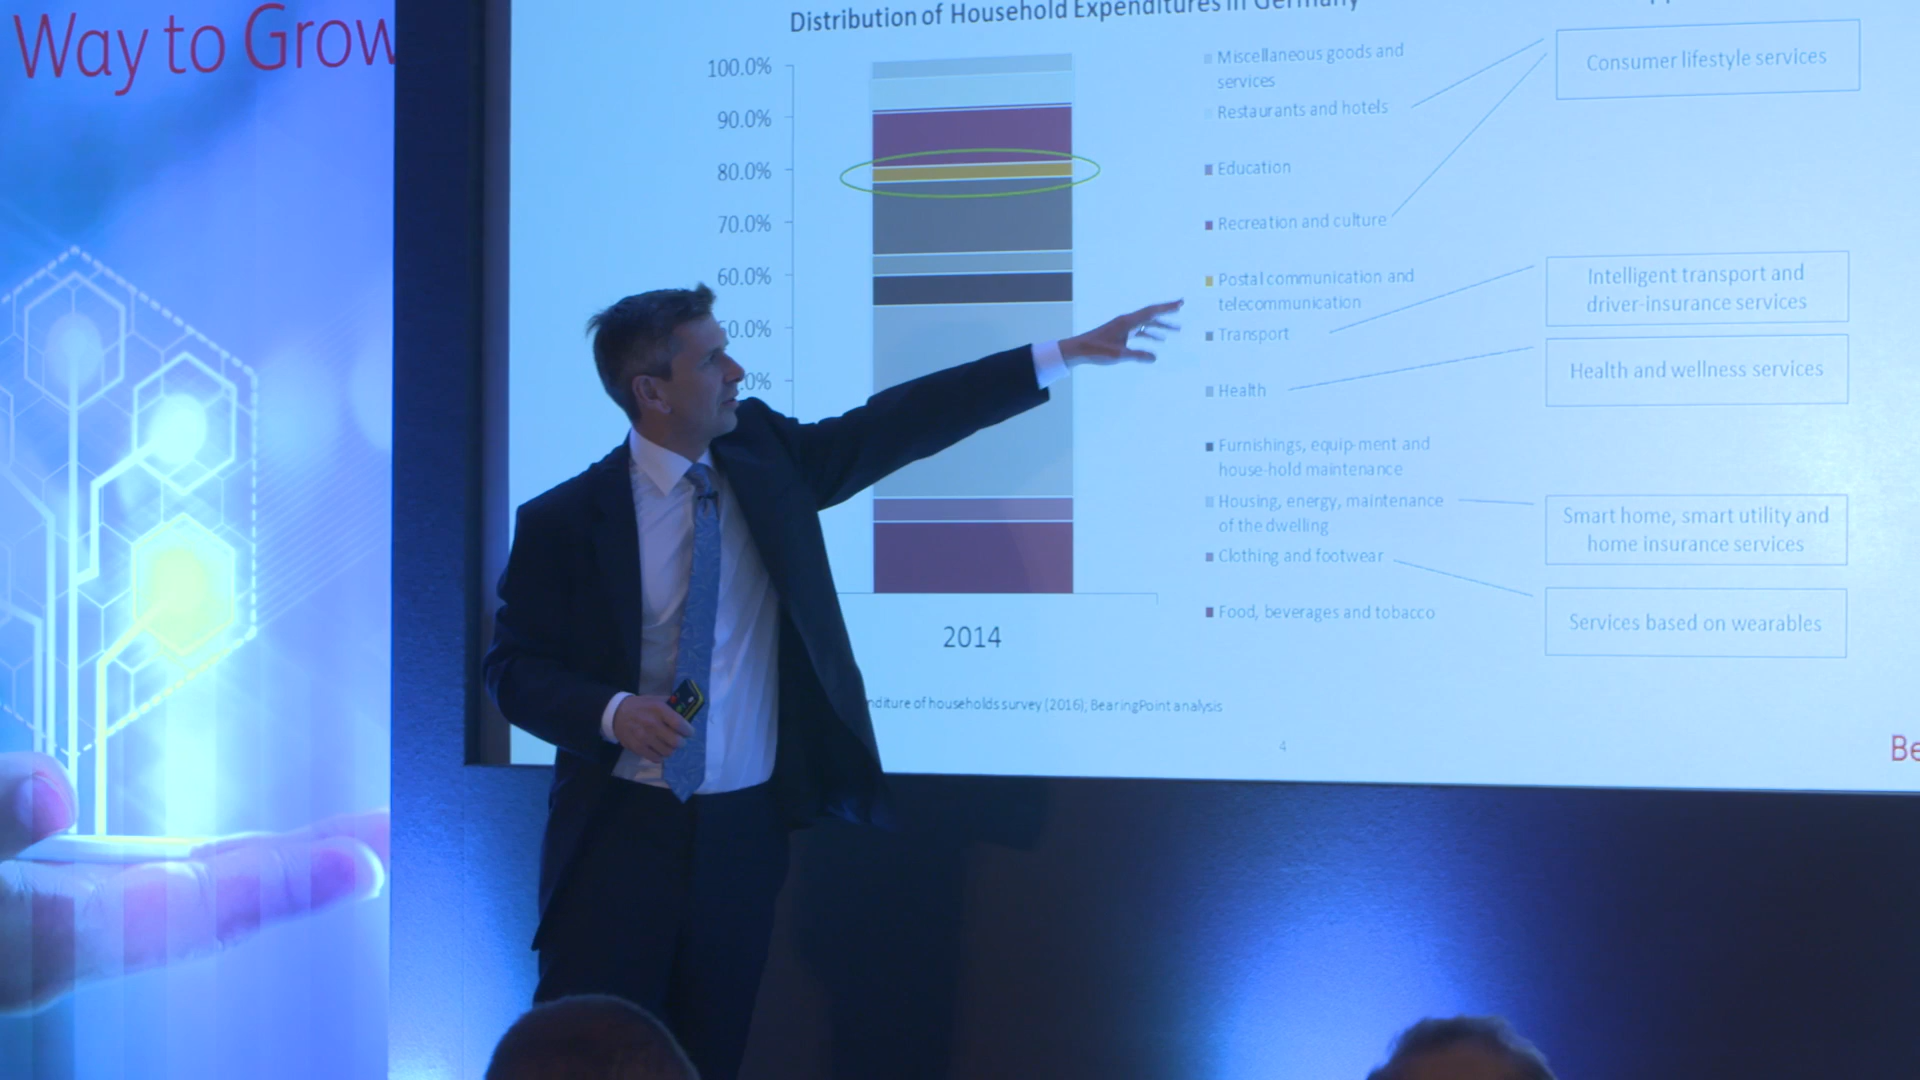 Way to Grow
Distribution of Household Expenditures in Germany
100.0%
90.0%
80.0%
70.0%
60.0%
50.0%
.0%
2014
Miscellaneous goods and
services
Restaurants and hotels
Education
Recreation and culture
Postal communication and
telecommunication
Transport
Health
Furnishings, equip-ment and
house-hold maintenance
Housing, energy, maintenance
of the dwelling
Clothing and footwear
Food, beverages and tobacco
Consumer lifestyle services
Intelligent transport and
driver-insurance services
Health and wellness services
Smart home, smart utility and
home insurance services
Services based on wearables
nditure of households survey (2016), BearingPoint analysis
4
Be